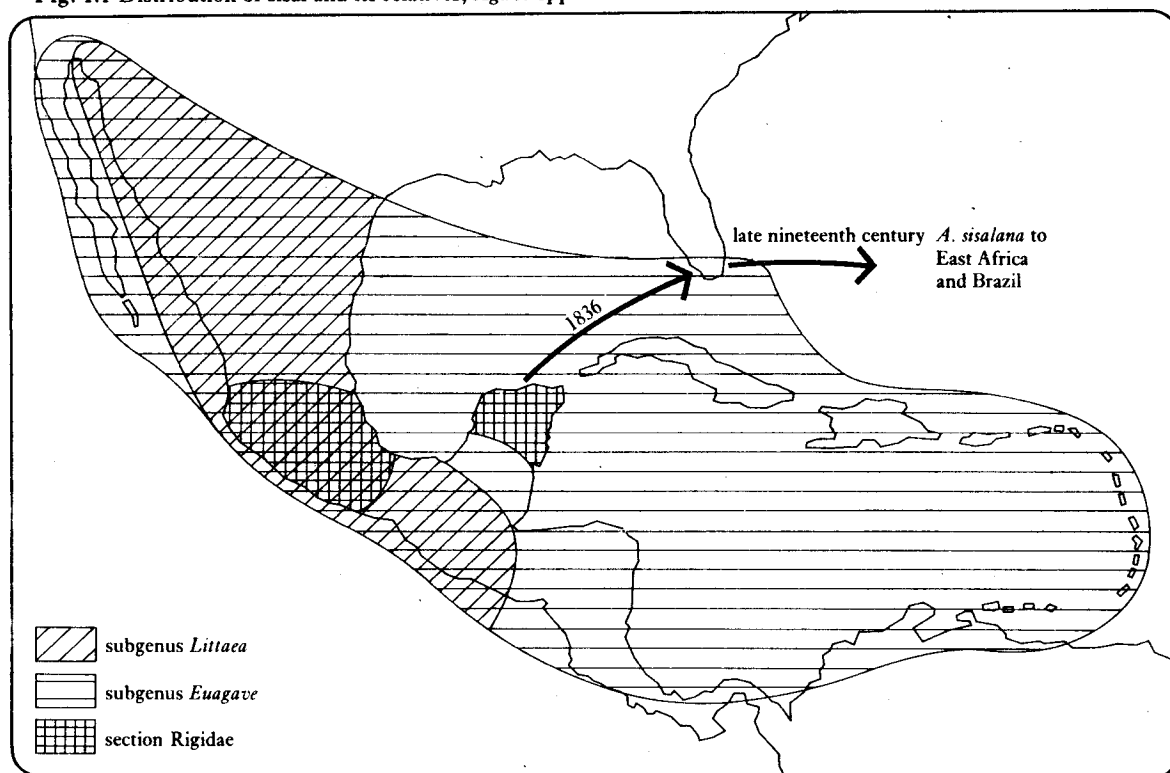 1836
late nineteenth century A. sisalana to
East Africa
and Brazil
subgenus Littaea
subgenus Euagave
section Rigidae